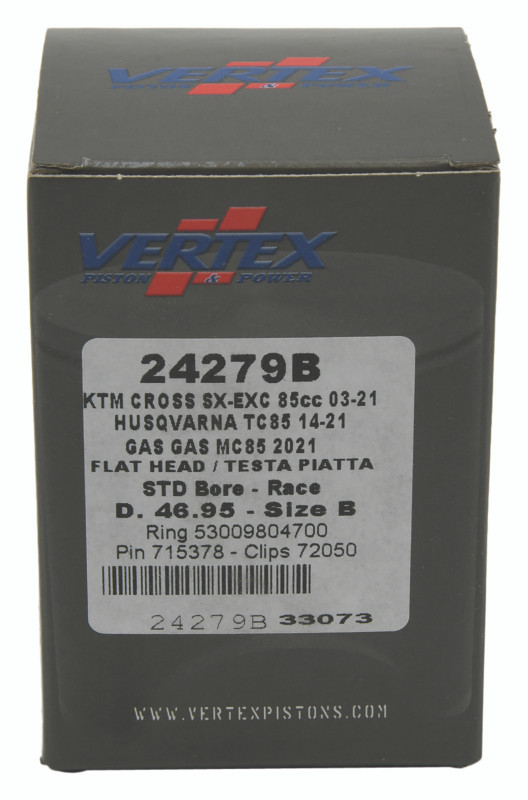 VERTEX
PISTON & POWER
VERTEX
PISTON & POWER
24279B
KTM CROSS SX-EXC 85cc 03-21
HUSQVARNA TC85 14-21
GAS GAS MC85 2021
FLAT HEAD / TESTA PIATTA
STD Bore - Race
D. 46.95 - Size B
Ring 53009804700
Pin 715378 - Clips 72050
24279B 33073
WWW.VERTEXPISTONS.COM